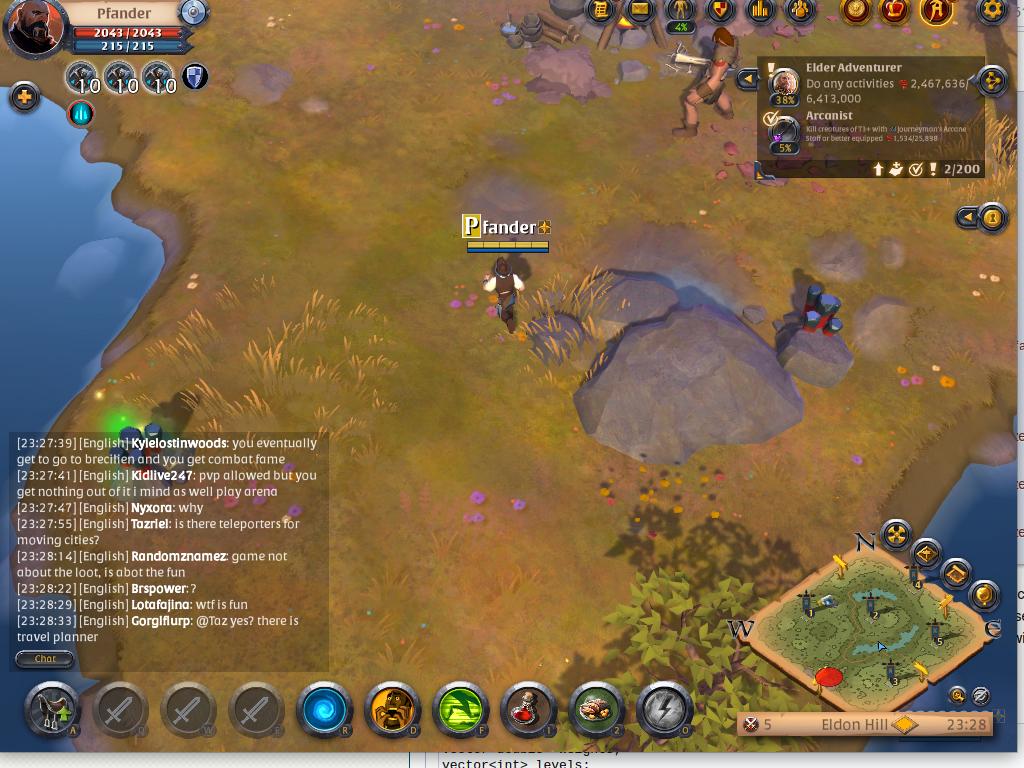 Pfander
2043 / 2043
215 / 215
10 10 10
4%
Elder Adventurer
Do any activities 2,467,636/
6,413,000
38%
Arcanist
Kill creatures of T3+ with Journeyman's Arcane
Staff or better equipped 1,534/25,898
5%
2/200
Pfander
[23:27:39] [English] Kylelostinwoods: you eventually
get to go to brecilien and you get combat fame
[23:27:41] [English] Kidlive247: pvp allowed but you
get nothing out of it i mind as well play arena
[23:27:47] [English] Nyxora: why
[23:27:55] [English] Tazriel: is there teleporters for
moving cities?
[23:28:14] [English] Randomznamez: game not
about the loot, is abot the fun
[23:28:22] [English] Brspower: ?
[23:28:29] [English] Lotafajina: wtf is fun
[23:28:33] [English] Gorglflurp: @Taz yes? there is
travel planner
Chat
N
W
E
1
2
3
4
5
A Q W E R D F 1 2 O
5 Eldon Hill 23:28
vector<int> levels;